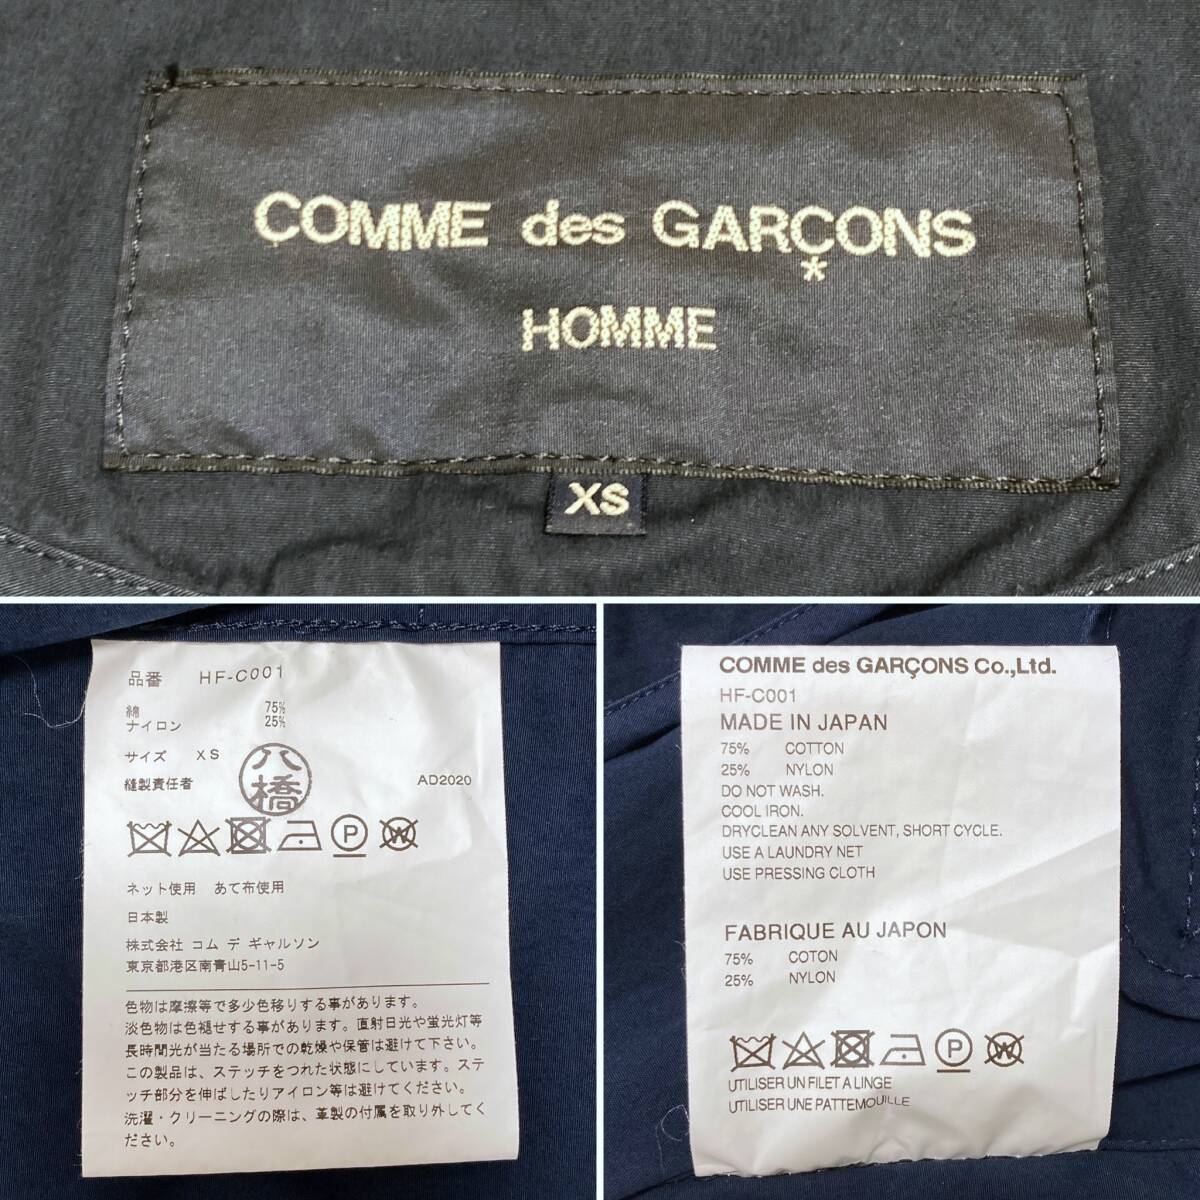 COMME des GARÇONS
*
HOMME
XS
品番 HF-C001
綿 75%
ナイロン 25%
サイズ XS
縫製責任者 八橋 AD2020
P W
ネット使用 あて布使用
日本製
株式会社 コム デ ギャルソン
東京都港区南青山5-11-5
色物は摩擦等で多少色移りする事があります。
淡色物は色褪せする事があります。直射日光や蛍光灯等
長時間光が当たる場所での乾燥や保管は避けて下さい。
この製品は、ステッチをつれた状態にしています。ステ
ッチ部分を伸ばしたりアイロン等は避けてください。
洗濯・クリーニングの際は、革製の付属を取り外してく
ださい。
COMME des GARÇONS Co.,Ltd.
HF-C001
MADE IN JAPAN
75% COTTON
25% NYLON
DO NOT WASH.
COOL IRON.
DRYCLEAN ANY SOLVENT, SHORT CYCLE.
USE A LAUNDRY NET
USE PRESSING CLOTH
FABRIQUE AU JAPON
75% COTON
25% NYLON
P W
UTILISER UN FILET A LINGE
UTILISER UNE PATTEMOUILLE